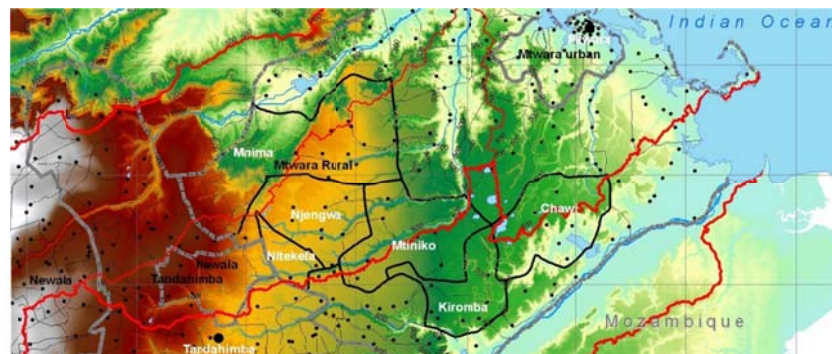 Indian Ocean
Mtwara urban
Mnima
Mtwara Rural
Njengwa
Chawi
Nitekela
Mtiniko
Newala
Newala
Tandahimba
Kiromba
Mozambique
Tandahimba